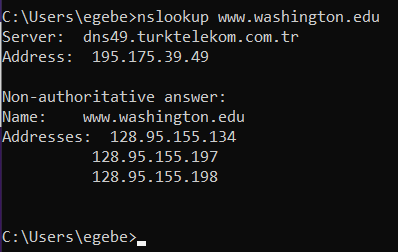 C:\Users\egebe>nslookup www.washington.edu
Server:  dns49.turktelekom.com.tr
Address:  195.175.39.49

Non-authoritative answer:
Name:    www.washington.edu
Addresses:  128.95.155.134
          128.95.155.197
          128.95.155.198

C:\Users\egebe>